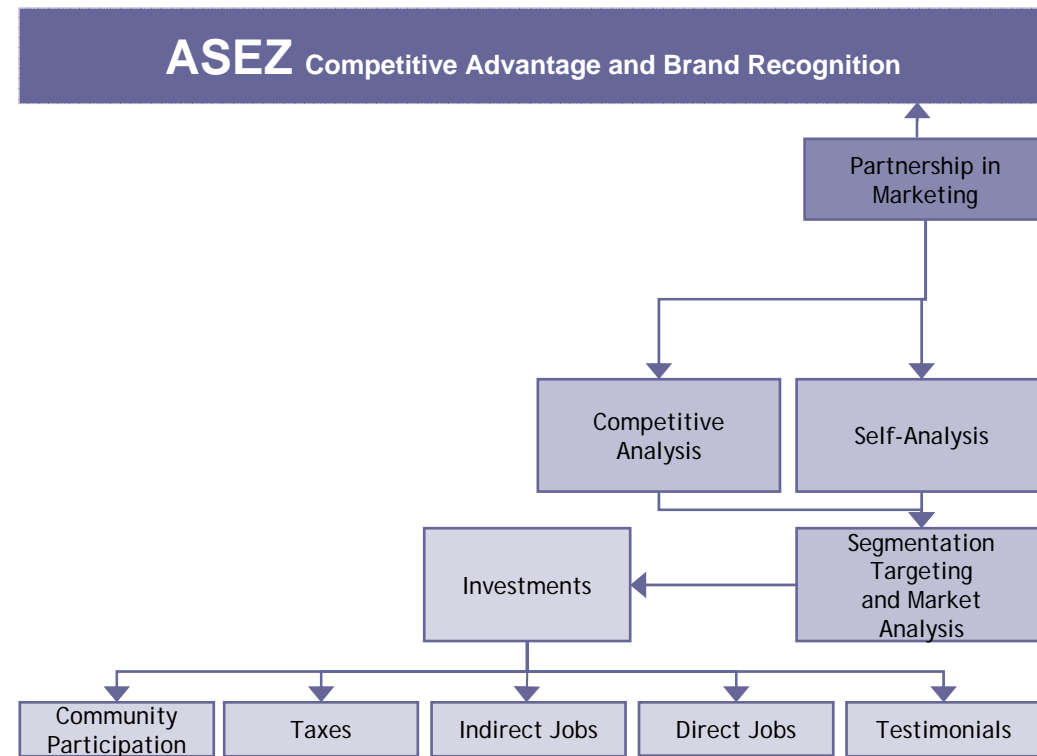 ASEZ Competitive Advantage and Brand Recognition
Partnership in
Marketing
Competitive
Analysis
Self-Analysis
Investments
Segmentation
Targeting
and Market
Analysis
Community
Participation
Taxes
Indirect Jobs
Direct Jobs
Testimonials